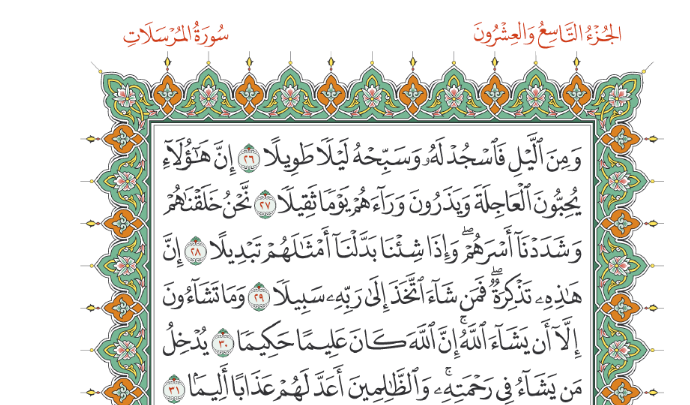 الجُزْءُ التَّاسِعُ وَالعِشْرُونَ
سُورَةُ المُرْسَلَاتِ
وَمِنَ ٱلَّيْلِ فَٱسْجُدْ لَهُۥ وَسَبِّحْهُ لَيْلًا طَوِيلًا ٢٦ إِنَّ هَٰٓؤُلَآءِ
يُحِبُّونَ ٱلْعَاجِلَةَ وَيَذَرُونَ وَرَآءَهُمْ يَوْمًا ثَقِيلًا ٢٧ نَّحْنُ خَلَقْنَٰهُمْ
وَشَدَدْنَآ أَسْرَهُمْ ۖ وَإِذَا شِئْنَا بَدَّلْنَآ أَمْثَٰلَهُمْ تَبْدِيلًا ٢٨ إِنَّ
هَٰذِهِۦ تَذْكِرَةٌ ۖ فَمَن شَآءَ ٱتَّخَذَ إِلَىٰ رَبِّهِۦ سَبِيلًا ٢٩ وَمَا تَشَآءُونَ
إِلَّآ أَن يَشَآءَ ٱللَّهُ ۚ إِنَّ ٱللَّهَ كَانَ عَلِيمًا حَكِيمًا ٣٠ يُدْخِلُ
مَن يَشَآءُ فِى رَحْمَتِهِۦ ۚ وَٱلظَّٰلِمِينَ أَعَدَّ لَهُمْ عَذَابًا أَلِيمًۢا ٣١